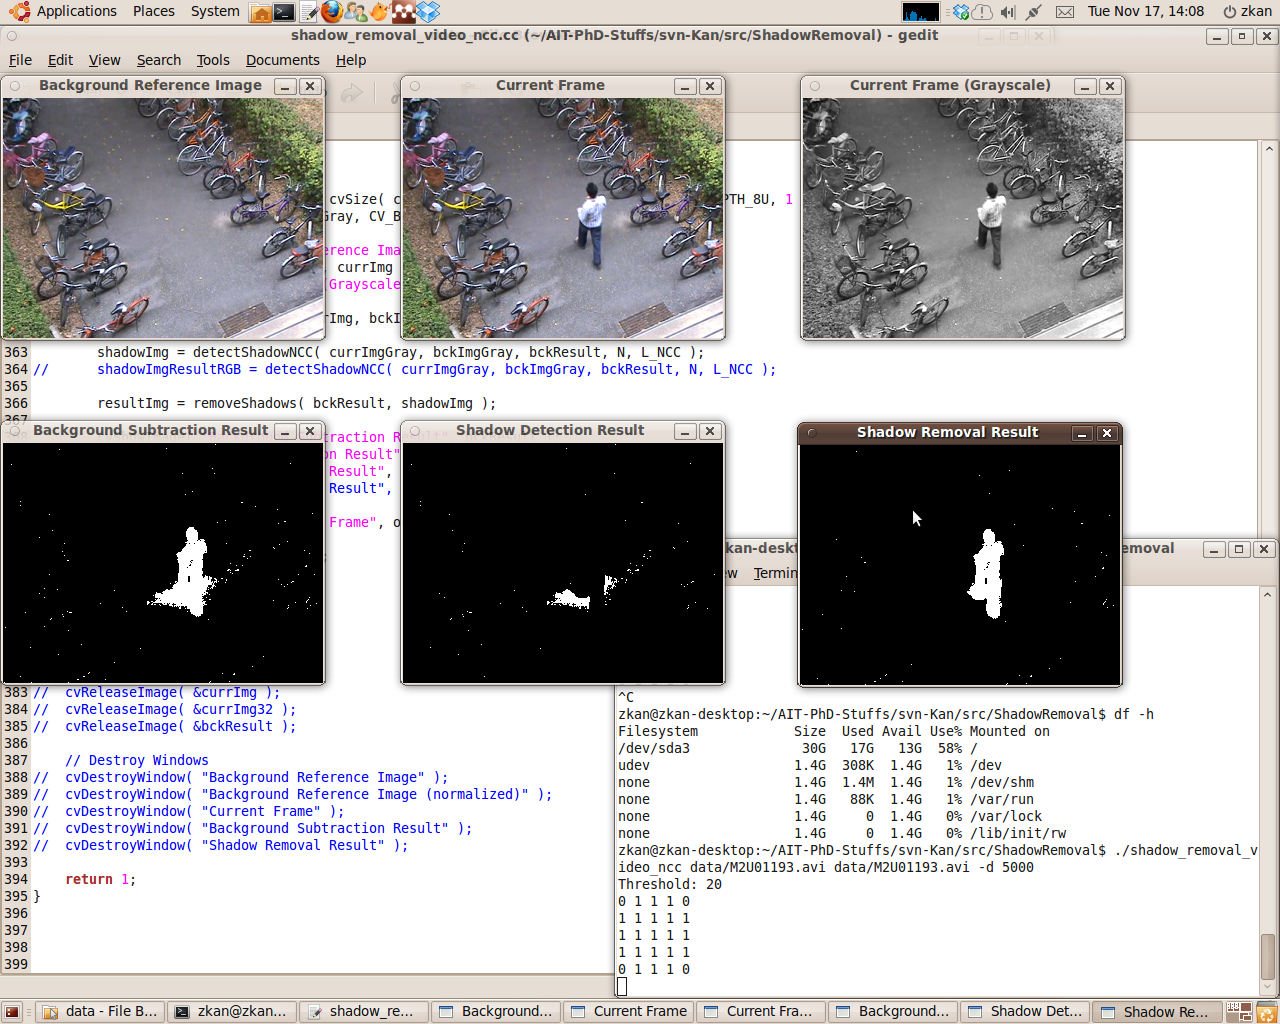 Applications Places System
Tue Nov 17, 14:08 zkan
shadow_removal_video_ncc.cc (~/AIT-PhD-Stuffs/svn-Kan/src/ShadowRemoval) - gedit
File Edit View Search Tools Documents Help
Background Reference Image
Current Frame
Current Frame (Grayscale)
cvSize( c
PTH_8U, 1
Gray, CV_B
erence Ima
, currImg
Grayscale
Img, bckI
363 shadowImg = detectShadowNCC( currImgGray, bckImgGray, bckResult, N, L_NCC );
364 // shadowImgResultRGB = detectShadowNCC( currImgGray, bckImgGray, bckResult, N, L_NCC );
365
366 resultImg = removeShadows( bckResult, shadowImg );
367
Background Subtraction Result
Shadow Detection Result
Shadow Removal Result
traction R
on Result"
Result",
Result",
Frame", o
kan-deskt
emoval
ew Termin
383 // cvReleaseImage( &currImg );
384 // cvReleaseImage( &currImg32 );
385 // cvReleaseImage( &bckResult );
386
387 // Destroy Windows
388 // cvDestroyWindow( "Background Reference Image" );
389 // cvDestroyWindow( "Background Reference Image (normalized)" );
390 // cvDestroyWindow( "Current Frame" );
391 // cvDestroyWindow( "Background Subtraction Result" );
392 // cvDestroyWindow( "Shadow Removal Result" );
393
394 return 1;
395 }
396
397
398
399
^C
zkan@zkan-desktop:~/AIT-PhD-Stuffs/svn-Kan/src/ShadowRemoval$ df -h
Filesystem Size Used Avail Use% Mounted on
/dev/sda3 30G 17G 13G 58% /
udev 1.4G 308K 1.4G 1% /dev
none 1.4G 1.4M 1.4G 1% /dev/shm
none 1.4G 88K 1.4G 1% /var/run
none 1.4G 0 1.4G 0% /var/lock
none 1.4G 0 1.4G 0% /lib/init/rw
zkan@zkan-desktop:~/AIT-PhD-Stuffs/svn-Kan/src/ShadowRemoval$ ./shadow_removal_v
ideo_ncc data/M2U01193.avi data/M2U01193.avi -d 5000
Threshold: 20
0 1 1 1 0
1 1 1 1 1
1 1 1 1 1
1 1 1 1 1
0 1 1 1 0
data - File B... zkan@zkan... shadow_re... Background... Current Frame Current Fra... Background... Shadow Det... Shadow Re...